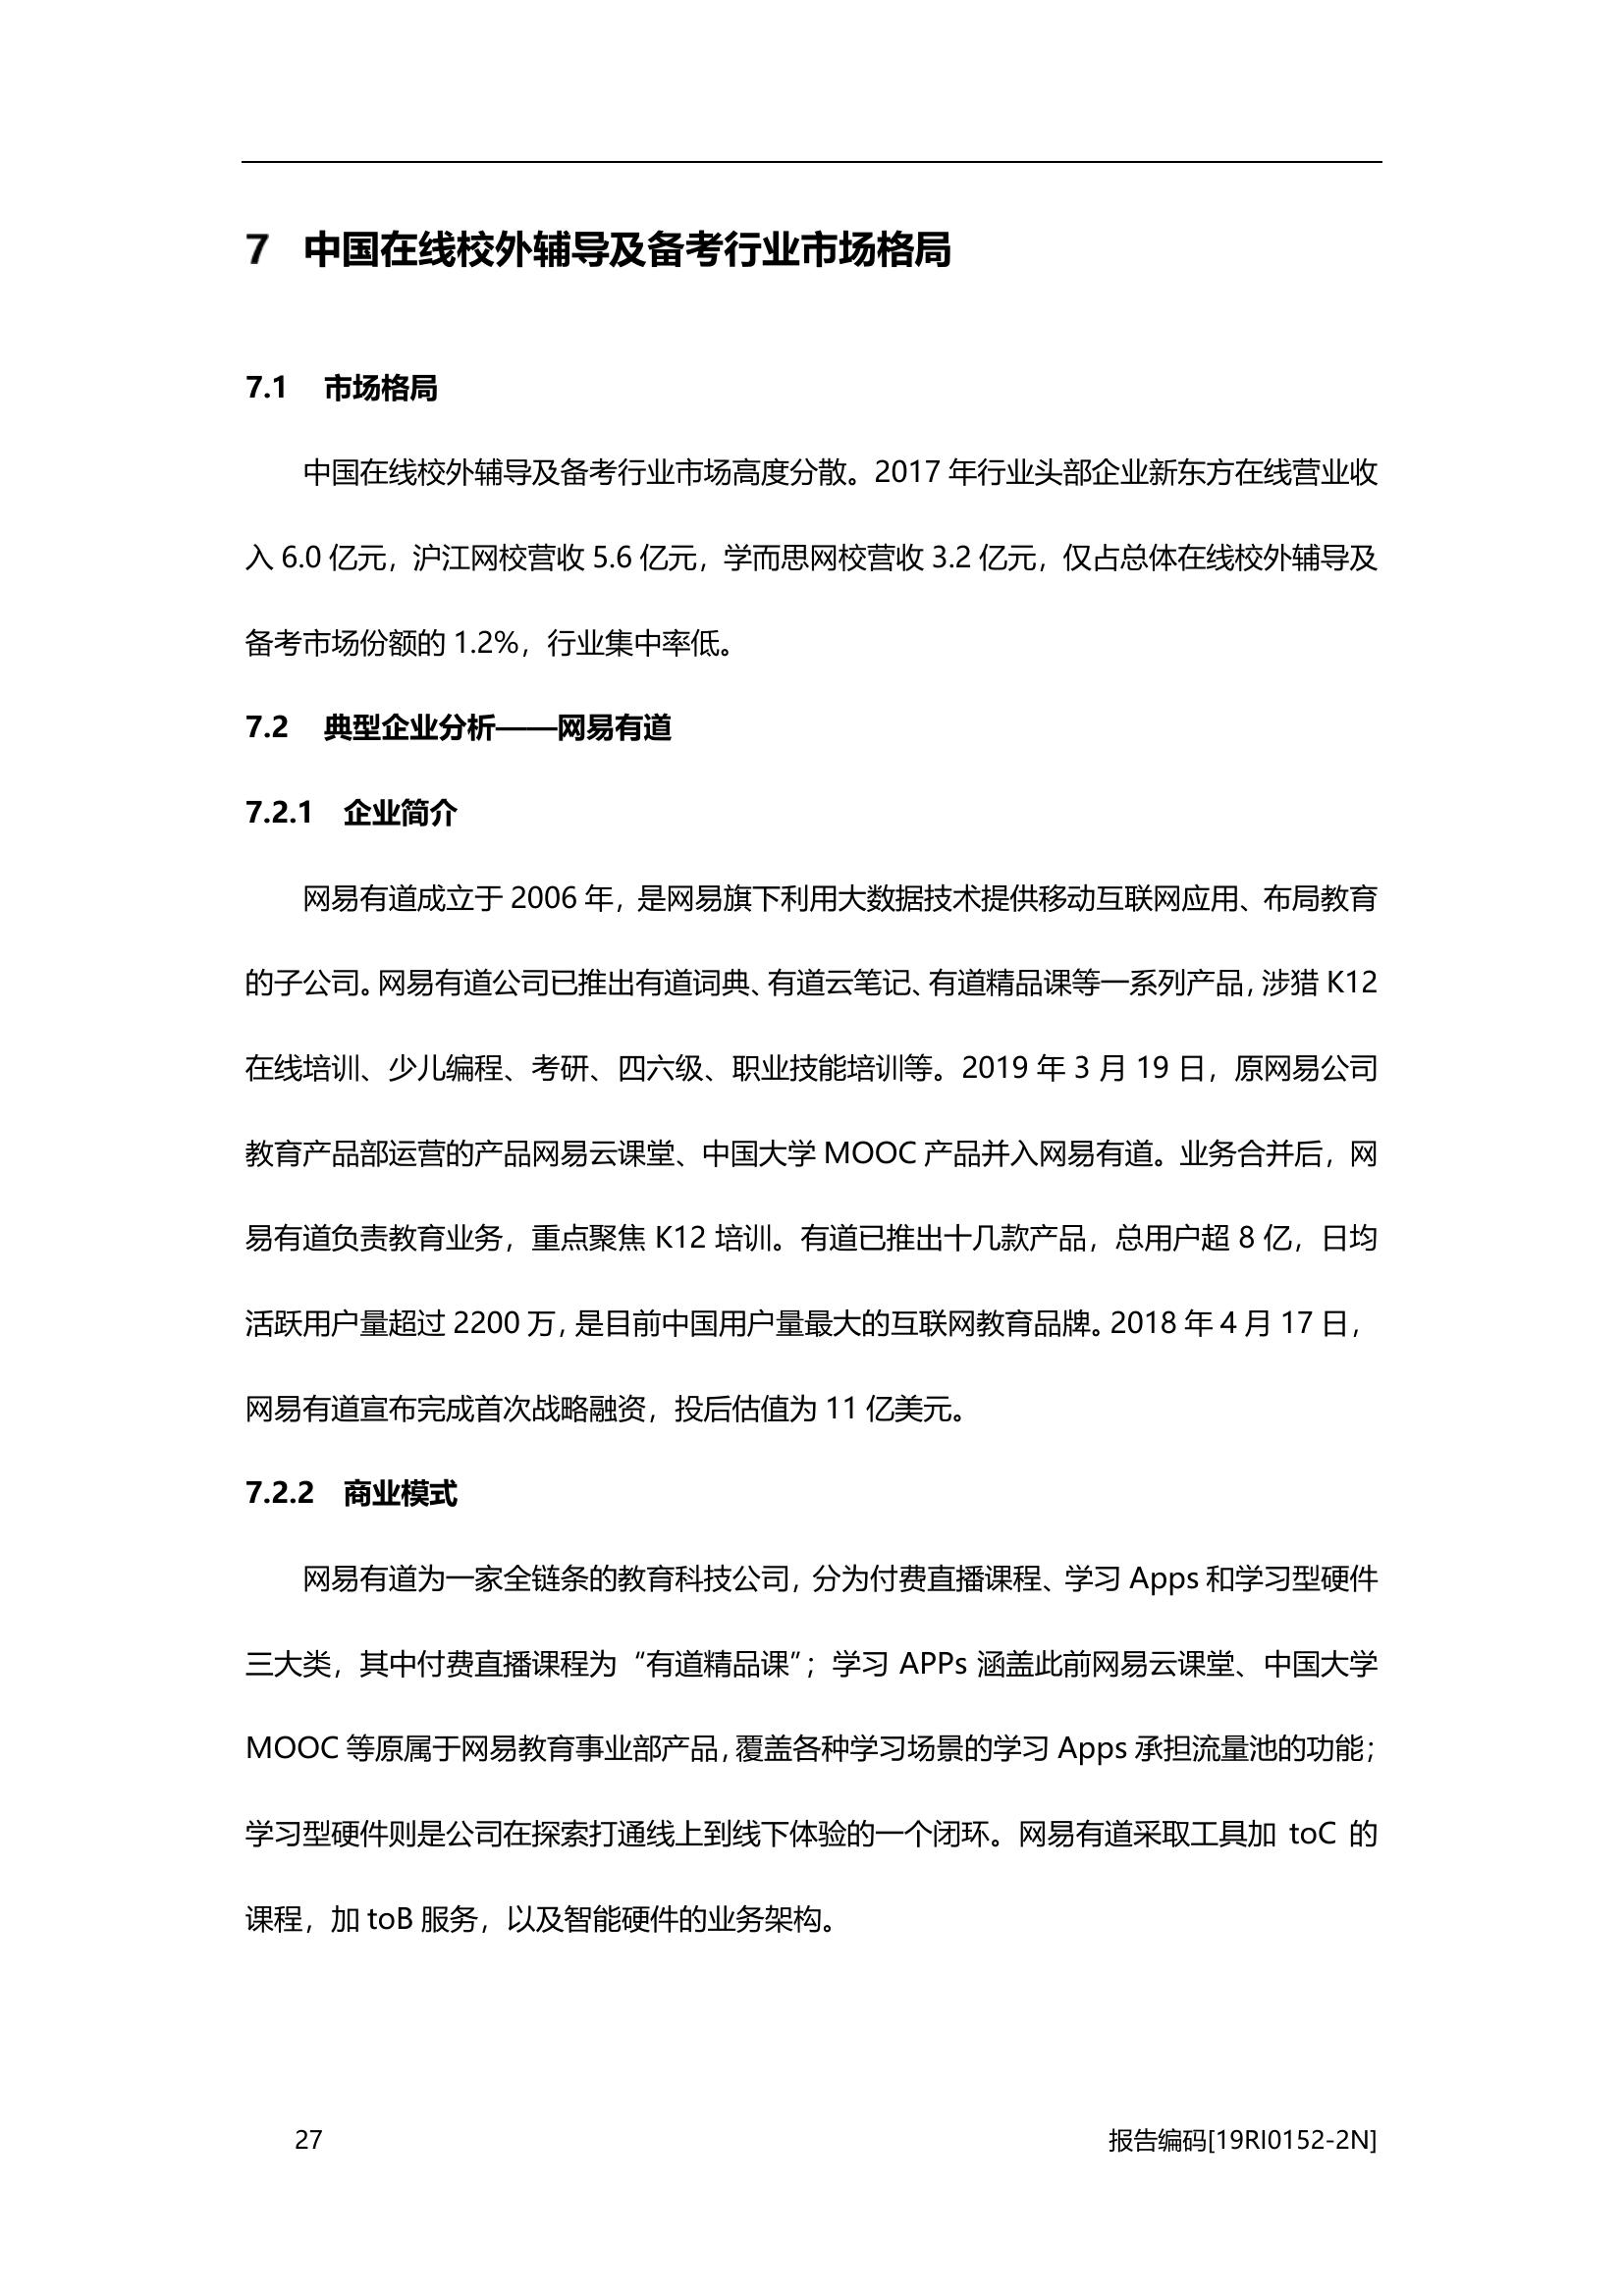 7 中国在线校外辅导及备考行业市场格局
7.1 市场格局
中国在线校外辅导及备考行业市场高度分散。2017 年行业头部企业新东方在线营业收
入 6.0 亿元，沪江网校营收 5.6 亿元，学而思网校营收 3.2 亿元，仅占总体在线校外辅导及
备考市场份额的 1.2%，行业集中率低。
7.2 典型企业分析——网易有道
7.2.1 企业简介
网易有道成立于 2006 年，是网易旗下利用大数据技术提供移动互联网应用、布局教育
的子公司。网易有道公司已推出有道词典、有道云笔记、有道精品课等一系列产品，涉猎 K12
在线培训、少儿编程、考研、四六级、职业技能培训等。2019 年 3 月 19 日，原网易公司
教育产品部运营的产品网易云课堂、中国大学 MOOC 产品并入网易有道。业务合并后，网
易有道负责教育业务，重点聚焦 K12 培训。有道已推出十几款产品，总用户超 8 亿，日均
活跃用户量超过 2200 万，是目前中国用户量最大的互联网教育品牌。2018 年 4 月 17 日，
网易有道宣布完成首次战略融资，投后估值为 11 亿美元。
7.2.2 商业模式
网易有道为一家全链条的教育科技公司，分为付费直播课程、学习 Apps 和学习型硬件
三大类，其中付费直播课程为“有道精品课”；学习 APPs 涵盖此前网易云课堂、中国大学
MOOC 等原属于网易教育事业部产品，覆盖各种学习场景的学习 Apps 承担流量池的功能；
学习型硬件则是公司在探索打通线上到线下体验的一个闭环。网易有道采取工具加 toC 的
课程，加 toB 服务，以及智能硬件的业务架构。
27 报告编码[19RI0152-2N]